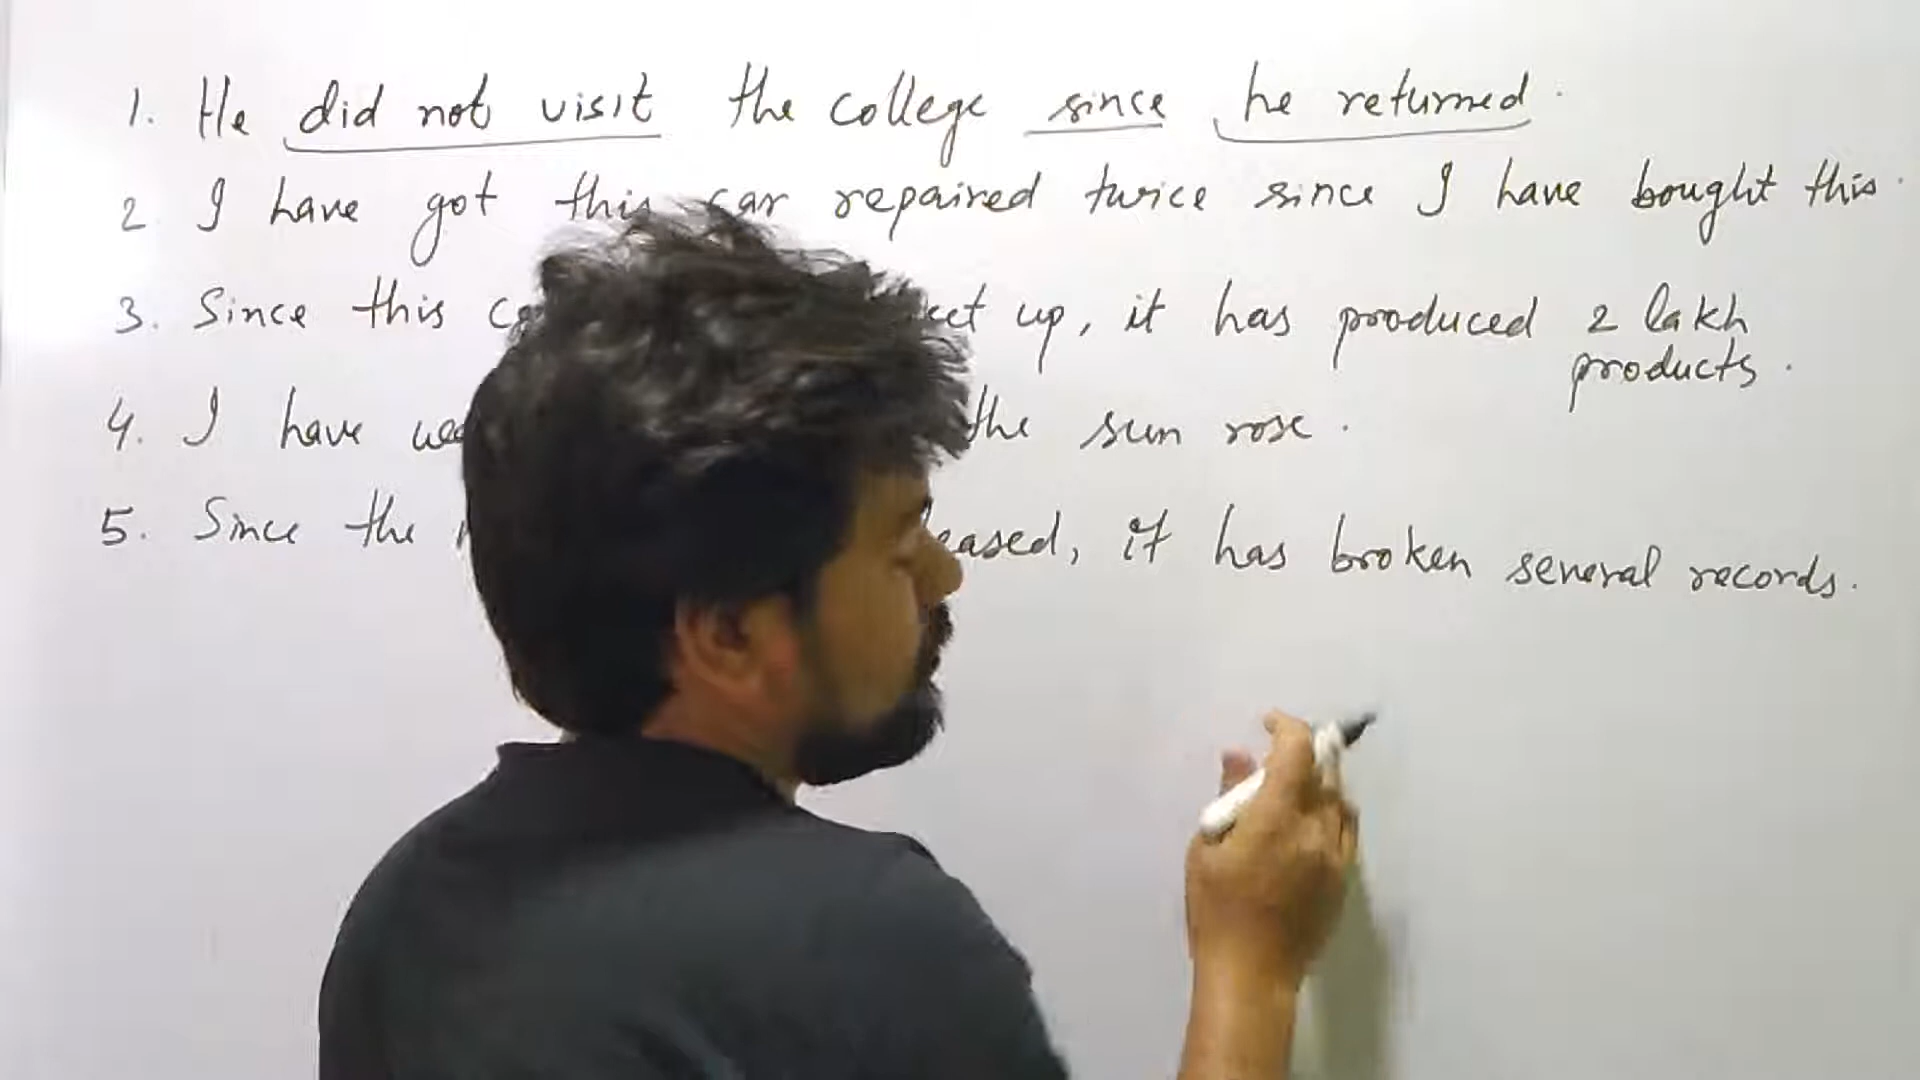 1. He did not visit the college since he returned.
2. I have got this car repaired twice since I have bought this.
3. Since this set up, it has produced 2 lakh
products.
4. I have the sun rose.
5. Since the it has broken several records.